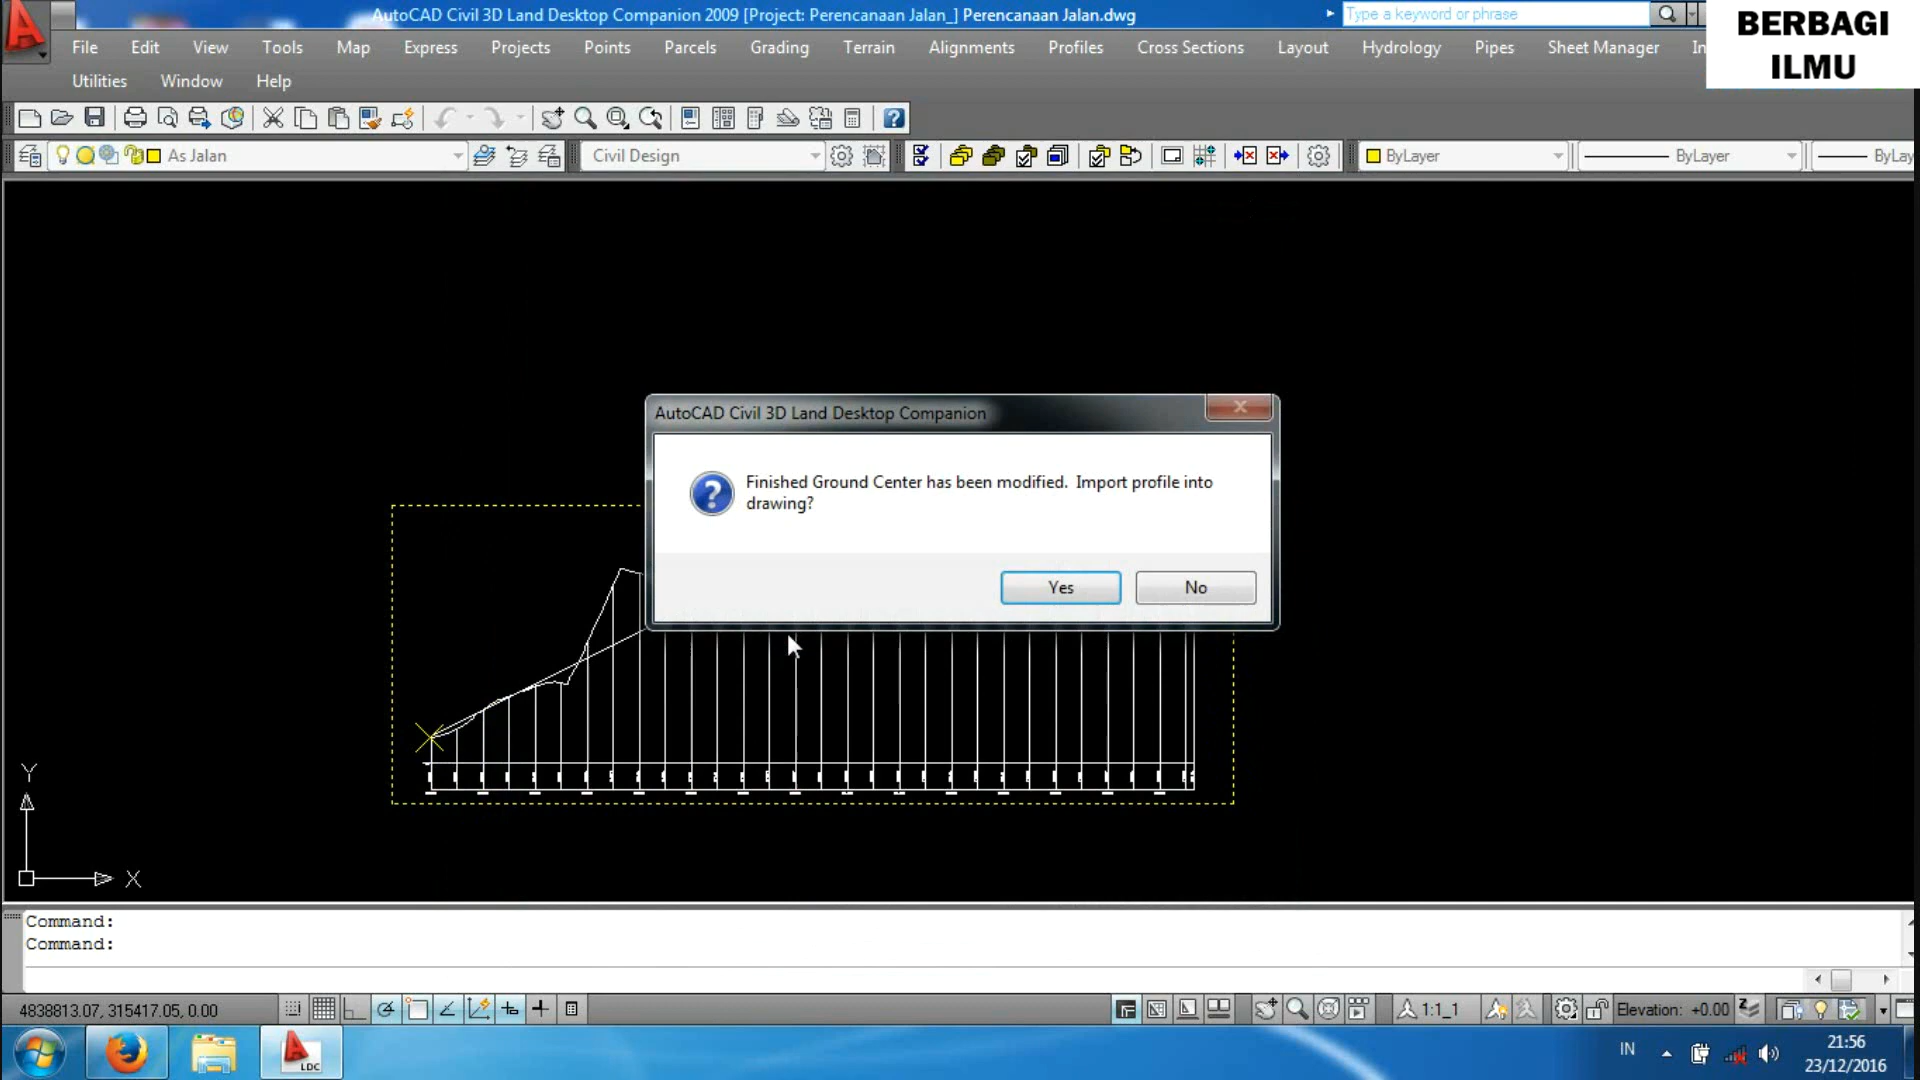 AutoCAD Civil 3D Land Desktop Companion 2009 [Project: Perencanaan Jalan_] Perencanaan Jalan.dwg
Type a keyword or phrase
BERBAGI
ILMU
File Edit View Tools Map Express Projects Points Parcels Grading Terrain Alignments Profiles Cross Sections Layout Hydrology Pipes Sheet Manager In
Utilities Window Help
As Jalan
Civil Design
ByLayer
ByLayer
ByLay
AutoCAD Civil 3D Land Desktop Companion
Finished Ground Center has been modified. Import profile into
drawing?
Yes
No
Y
X
Command:
Command:
4838813.07, 315417.05, 0.00
1:1_1
Elevation: +0.00
LDC
IN
21:56
23/12/2016